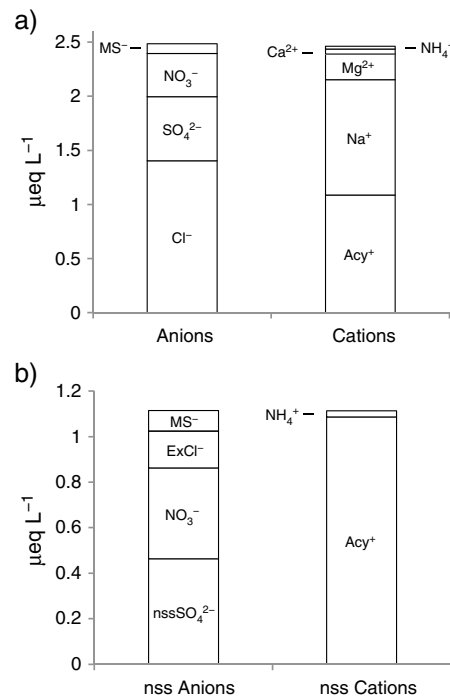 a)
2.5
2
1.5
1
0.5
0
μeq L⁻¹
MS⁻
NO₃⁻
SO₄²⁻
Cl⁻
Ca²⁺
NH₄⁺
Mg²⁺
Na⁺
Acy⁺
Anions
Cations
b)
1.2
1
0.8
0.6
0.4
0.2
0
μeq L⁻¹
MS⁻
ExCl⁻
NO₃⁻
nssSO₄²⁻
NH₄⁺
Acy⁺
nss Anions
nss Cations